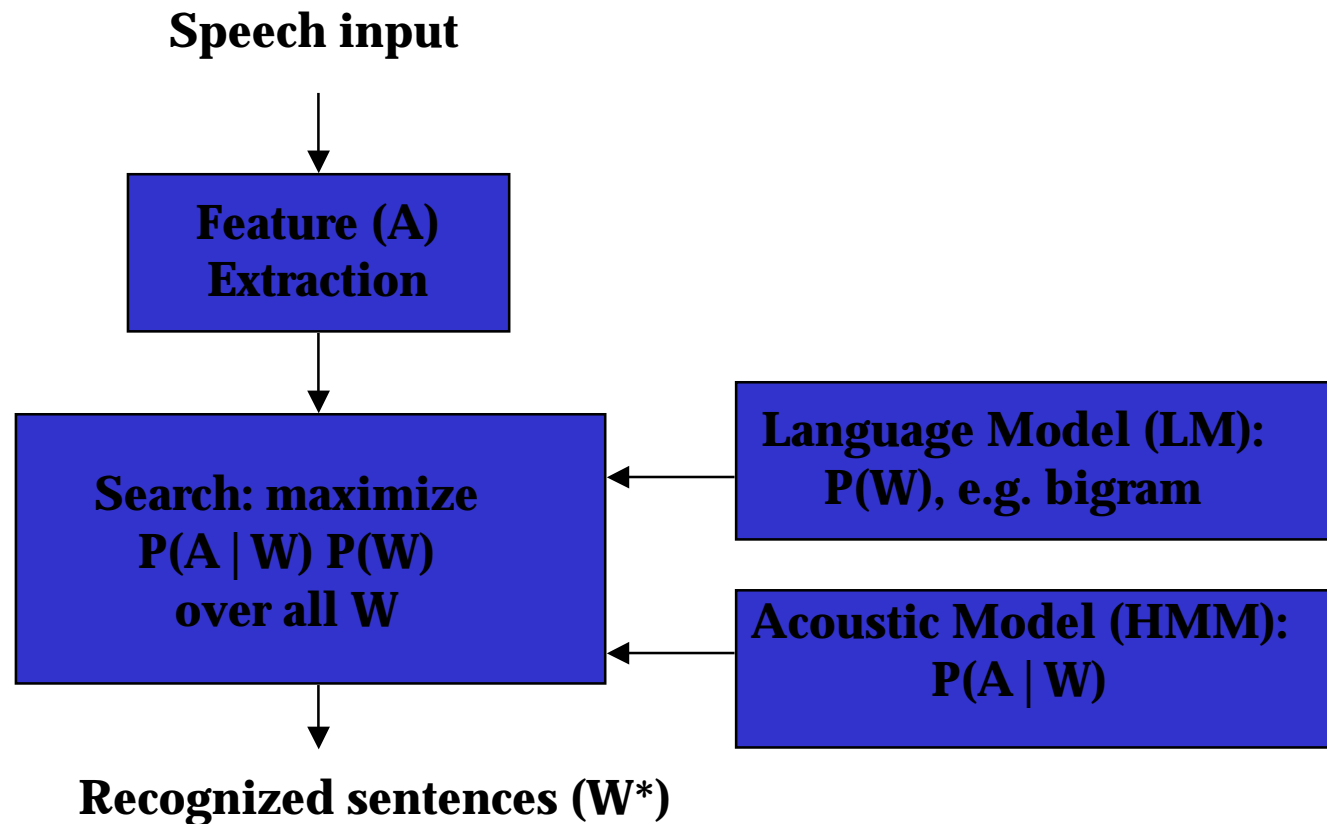 Speech input
Feature (A)
Extraction
Search: maximize
P(A | W) P(W)
over all W
Language Model (LM):
P(W), e.g. bigram
Acoustic Model (HMM):
P(A | W)
Recognized sentences (W*)